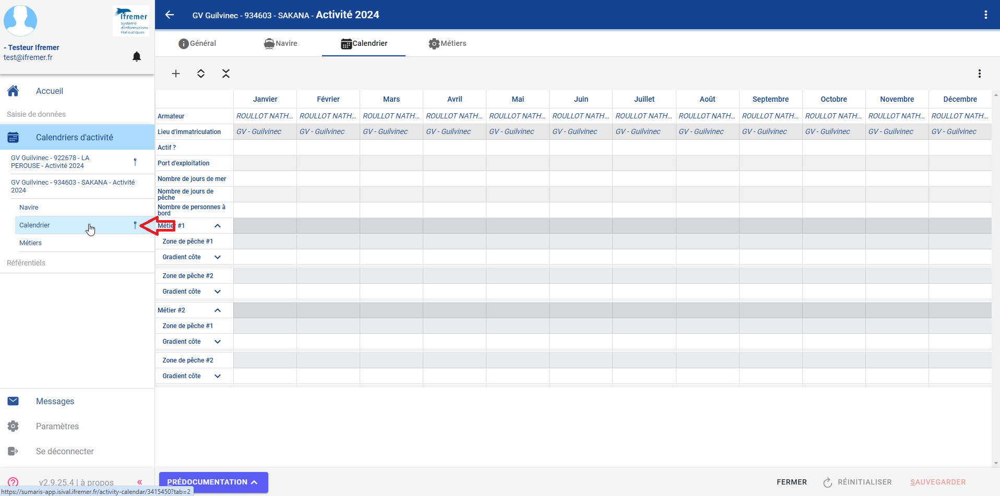 Ifremer
Système
d'Informations
Halieutiques
- Testeur Ifremer
test@ifremer.fr
Accueil
Saisie de données
Calendriers d'activité
GV Guilvinec - 922678 - LA
PEROUSE - Activité 2024
GV Guilvinec - 934603 - SAKANA - Activité
2024
Navire
Calendrier
Métiers
Référentiels
Messages
Paramètres
Se déconnecter
v2.9.25.4 | à propos
https://sumaris-app.isival.ifremer.fr/activity-calendar/3415450?tab=2
GV Guilvinec - 934603 - SAKANA - Activité 2024
Général Navire Calendrier Métiers
Janvier Février Mars Avril Mai Juin Juillet Août Septembre Octobre Novembre Décembre
Armateur ROULLOT NATH... ROULLOT NATH... ROULLOT NATH... ROULLOT NATH... ROULLOT NATH... ROULLOT NATH... ROULLOT NATH... ROULLOT NATH... ROULLOT NATH... ROULLOT NATH... ROULLOT NATH... ROULLOT NATH...
Lieu d'immatriculation GV - Guilvinec GV - Guilvinec GV - Guilvinec GV - Guilvinec GV - Guilvinec GV - Guilvinec GV - Guilvinec GV - Guilvinec GV - Guilvinec GV - Guilvinec GV - Guilvinec GV - Guilvinec
Actif ?
Port d'exploitation
Nombre de jours de mer
Nombre de jours de
pêche
Nombre de personnes à
bord
Métier #1
Zone de pêche #1
Gradient côte
Zone de pêche #2
Gradient côte
Métier #2
Zone de pêche #1
Gradient côte
Zone de pêche #2
Gradient côte
PRÉDOCUMENTATION
FERMER RÉINITIALISER SAUVEGARDER